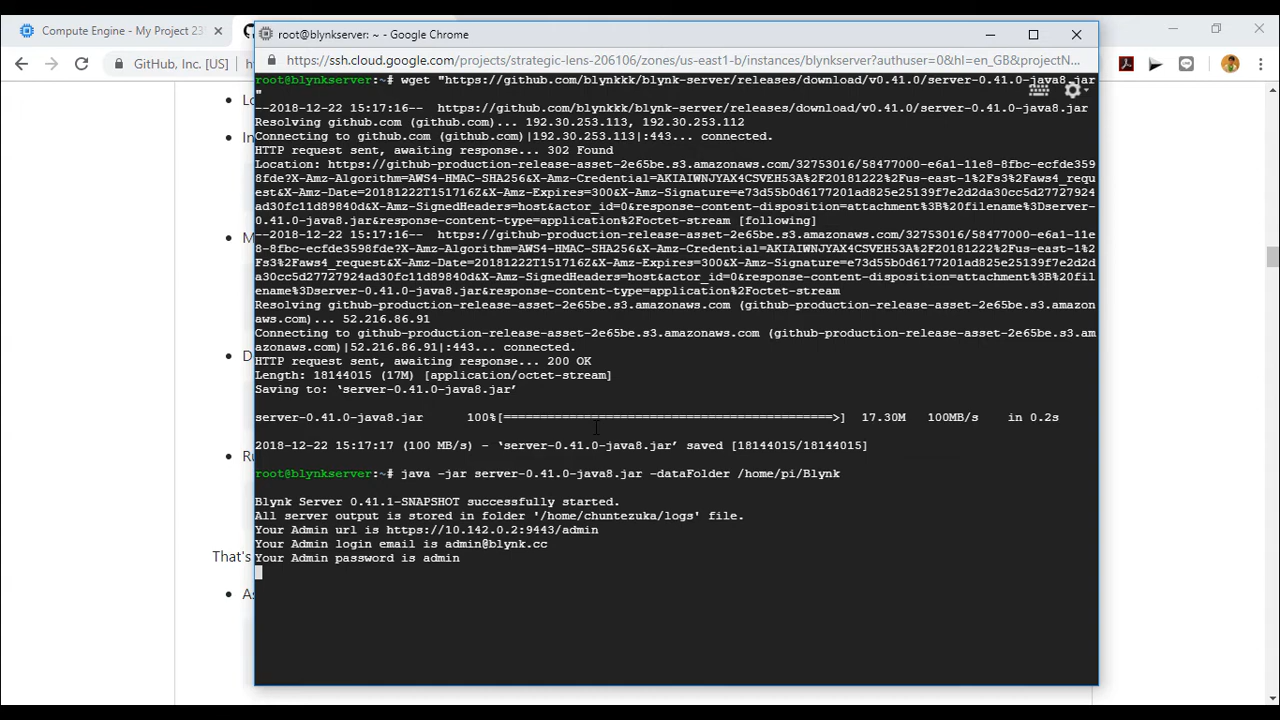 Compute Engine - My Project 23
root@blynkserver: ~ - Google Chrome
GitHub, Inc. [US]
https://ssh.cloud.google.com/projects/strategic-lens-206106/zones/us-east1-b/instances/blynkserver?authuser=0&hl=en_GB&projectN...
root@blynkserver:~# wget "https://github.com/blynkkk/blynk-server/releases/download/v0.41.0/server-0.41.0-java8.jar
"
--2018-12-22 15:17:16-- https://github.com/blynkkk/blynk-server/releases/download/v0.41.0/server-0.41.0-java8.jar
Resolving github.com (github.com)... 192.30.253.113, 192.30.253.112
Connecting to github.com (github.com)|192.30.253.113|:443... connected.
HTTP request sent, awaiting response... 302 Found
Location: https://github-production-release-asset-2e65be.s3.amazonaws.com/32753016/58477000-e6a1-11e8-8fbc-ecfde359
8fde?X-Amz-Algorithm=AWS4-HMAC-SHA256&X-Amz-Credential=AKIAIWNJYAX4CSVEH53A%2F20181222%2Fus-east-1%2Fs3%2Faws4_requ
est&X-Amz-Date=20181222T151716Z&X-Amz-Expires=300&X-Amz-Signature=e73d55b0d6177201ad825e25139f7e2d2da30cc5d27727924
ad30fc11d89840d&X-Amz-SignedHeaders=host&actor_id=0&response-content-disposition=attachment%3B%20filename%3Dserver-
0.41.0-java8.jar&response-content-type=application%2Foctet-stream [following]
--2018-12-22 15:17:16-- https://github-production-release-asset-2e65be.s3.amazonaws.com/32753016/58477000-e6a1-11e
8-8fbc-ecfde3598fde?X-Amz-Algorithm=AWS4-HMAC-SHA256&X-Amz-Credential=AKIAIWNJYAX4CSVEH53A%2F20181222%2Fus-east-1%2
Fs3%2Faws4_request&X-Amz-Date=20181222T151716Z&X-Amz-Expires=300&X-Amz-Signature=e73d55b0d6177201ad825e25139f7e2d2d
a30cc5d27727924ad30fc11d89840d&X-Amz-SignedHeaders=host&actor_id=0&response-content-disposition=attachment%3B%20fil
ename%3Dserver-0.41.0-java8.jar&response-content-type=application%2Foctet-stream
Resolving github-production-release-asset-2e65be.s3.amazonaws.com (github-production-release-asset-2e65be.s3.amazon
aws.com)... 52.216.86.91
Connecting to github-production-release-asset-2e65be.s3.amazonaws.com (github-production-release-asset-2e65be.s3.am
azonaws.com)|52.216.86.91|:443... connected.
HTTP request sent, awaiting response... 200 OK
Length: 18144015 (17M) [application/octet-stream]
Saving to: ‘server-0.41.0-java8.jar’
server-0.41.0-java8.jar 100%[=============================================>] 17.30M 100MB/s in 0.2s
2018-12-22 15:17:17 (100 MB/s) - ‘server-0.41.0-java8.jar’ saved [18144015/18144015]
root@blynkserver:~# java -jar server-0.41.0-java8.jar -dataFolder /home/pi/Blynk
Blynk Server 0.41.1-SNAPSHOT successfully started.
All server output is stored in folder '/home/chuntezuka/logs' file.
Your Admin url is https://10.142.0.2:9443/admin
Your Admin login email is admin@blynk.cc
Your Admin password is admin
Lo
In
M
D
Ru
That's
As